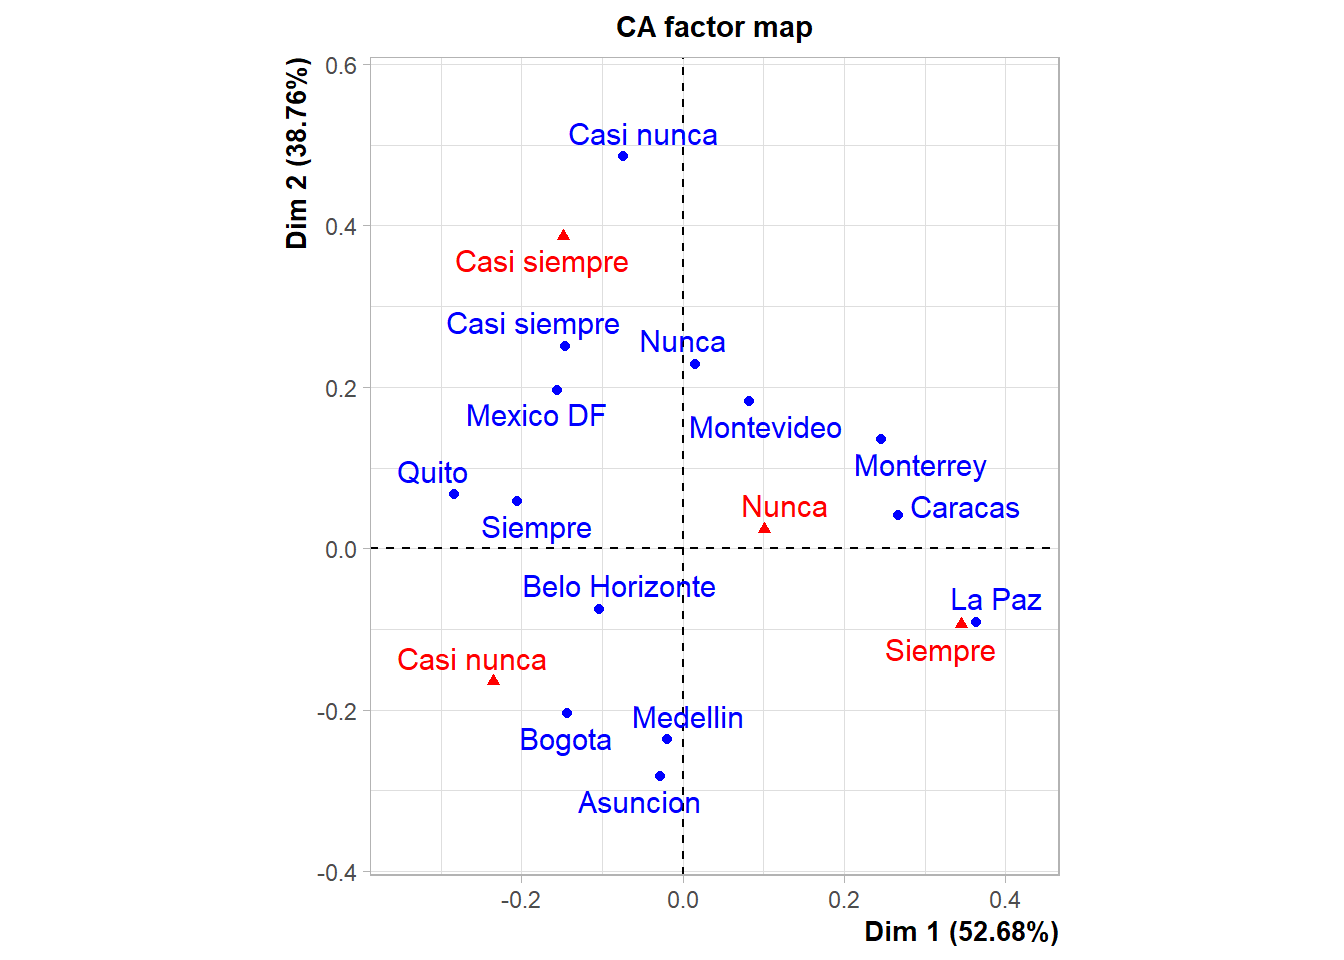 CA factor map
Dim 2 (38.76%)
0.6
0.4
0.2
0.0
-0.2
-0.4
Casi nunca
Casi siempre
Casi siempre
Nunca
Mexico DF
Montevideo
Monterrey
Quito
Siempre
Nunca
Caracas
Belo Horizonte
La Paz
Siempre
Casi nunca
Medellin
Bogota
Asuncion
-0.2 0.0 0.2 0.4
Dim 1 (52.68%)